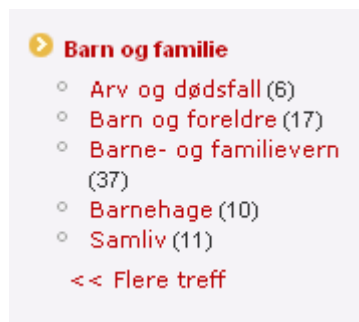 Barn og familie
Arv og dødsfall (6)
Barn og foreldre (17)
Barne- og familievern
(37)
Barnehage (10)
Samliv (11)
<< Flere treff